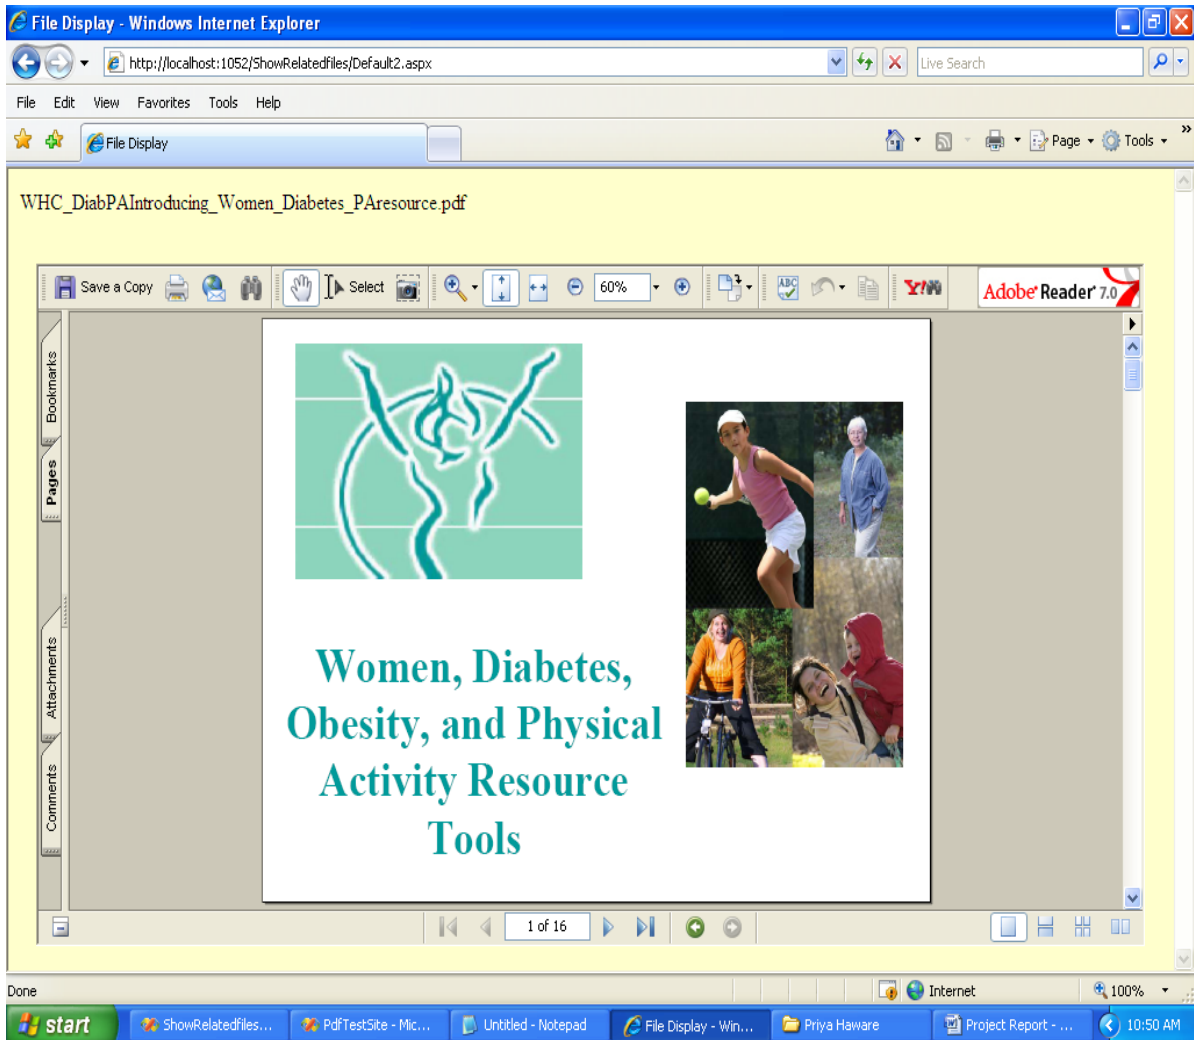 File Display - Windows Internet Explorer
http://localhost:1052/ShowRelatedfiles/Default2.aspx
Live Search
File Edit View Favorites Tools Help
File Display
Page Tools »
WHC_DiabPAIntroducing_Women_Diabetes_PAresource.pdf
Save a Copy Select 60% ABC Y! Adobe Reader 7.0
Bookmarks
Pages
Attachments
Comments
Women, Diabetes,
Obesity, and Physical
Activity Resource
Tools
1 of 16
Done Internet 100%
start ShowRelatedfiles... PdfTestSite - Mic... Untitled - Notepad File Display - Win... Priya Haware Project Report - ... 10:50 AM